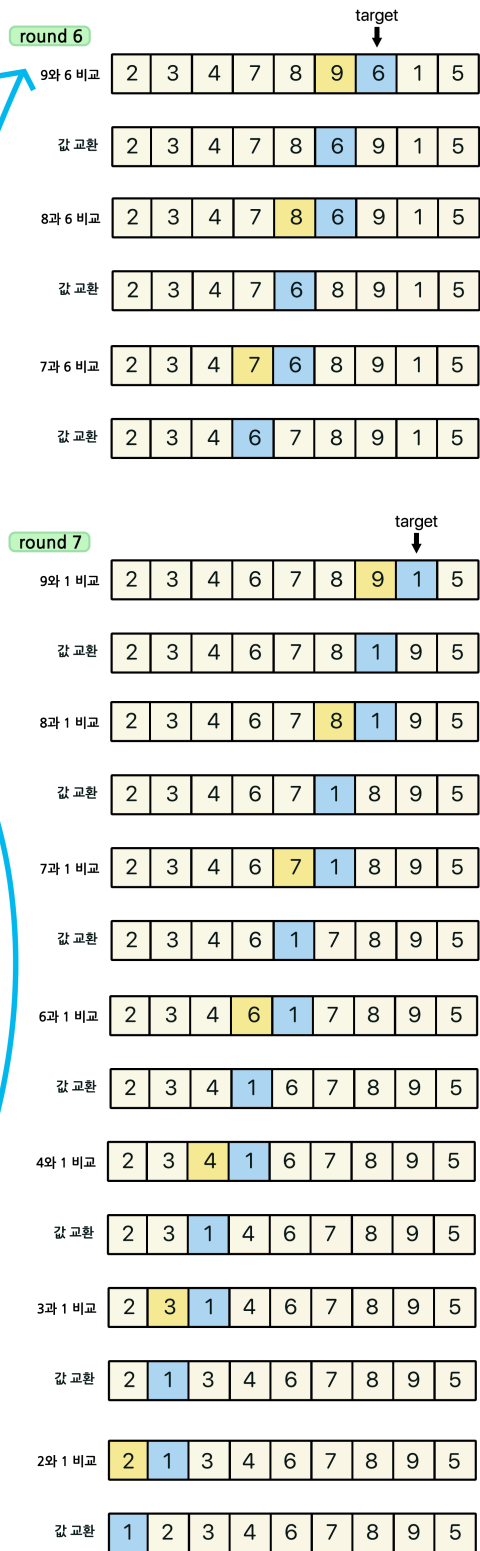 target
round 6
9와 6 비교 2 3 4 7 8 9 6 1 5
값 교환 2 3 4 7 8 6 9 1 5
8과 6 비교 2 3 4 7 8 6 9 1 5
값 교환 2 3 4 7 6 8 9 1 5
7과 6 비교 2 3 4 7 6 8 9 1 5
값 교환 2 3 4 6 7 8 9 1 5
target
round 7
9와 1 비교 2 3 4 6 7 8 9 1 5
값 교환 2 3 4 6 7 8 1 9 5
8과 1 비교 2 3 4 6 7 8 1 9 5
값 교환 2 3 4 6 7 1 8 9 5
7과 1 비교 2 3 4 6 7 1 8 9 5
값 교환 2 3 4 6 1 7 8 9 5
6과 1 비교 2 3 4 6 1 7 8 9 5
값 교환 2 3 4 1 6 7 8 9 5
4와 1 비교 2 3 4 1 6 7 8 9 5
값 교환 2 3 1 4 6 7 8 9 5
3과 1 비교 2 3 1 4 6 7 8 9 5
값 교환 2 1 3 4 6 7 8 9 5
2와 1 비교 2 1 3 4 6 7 8 9 5
값 교환 1 2 3 4 6 7 8 9 5